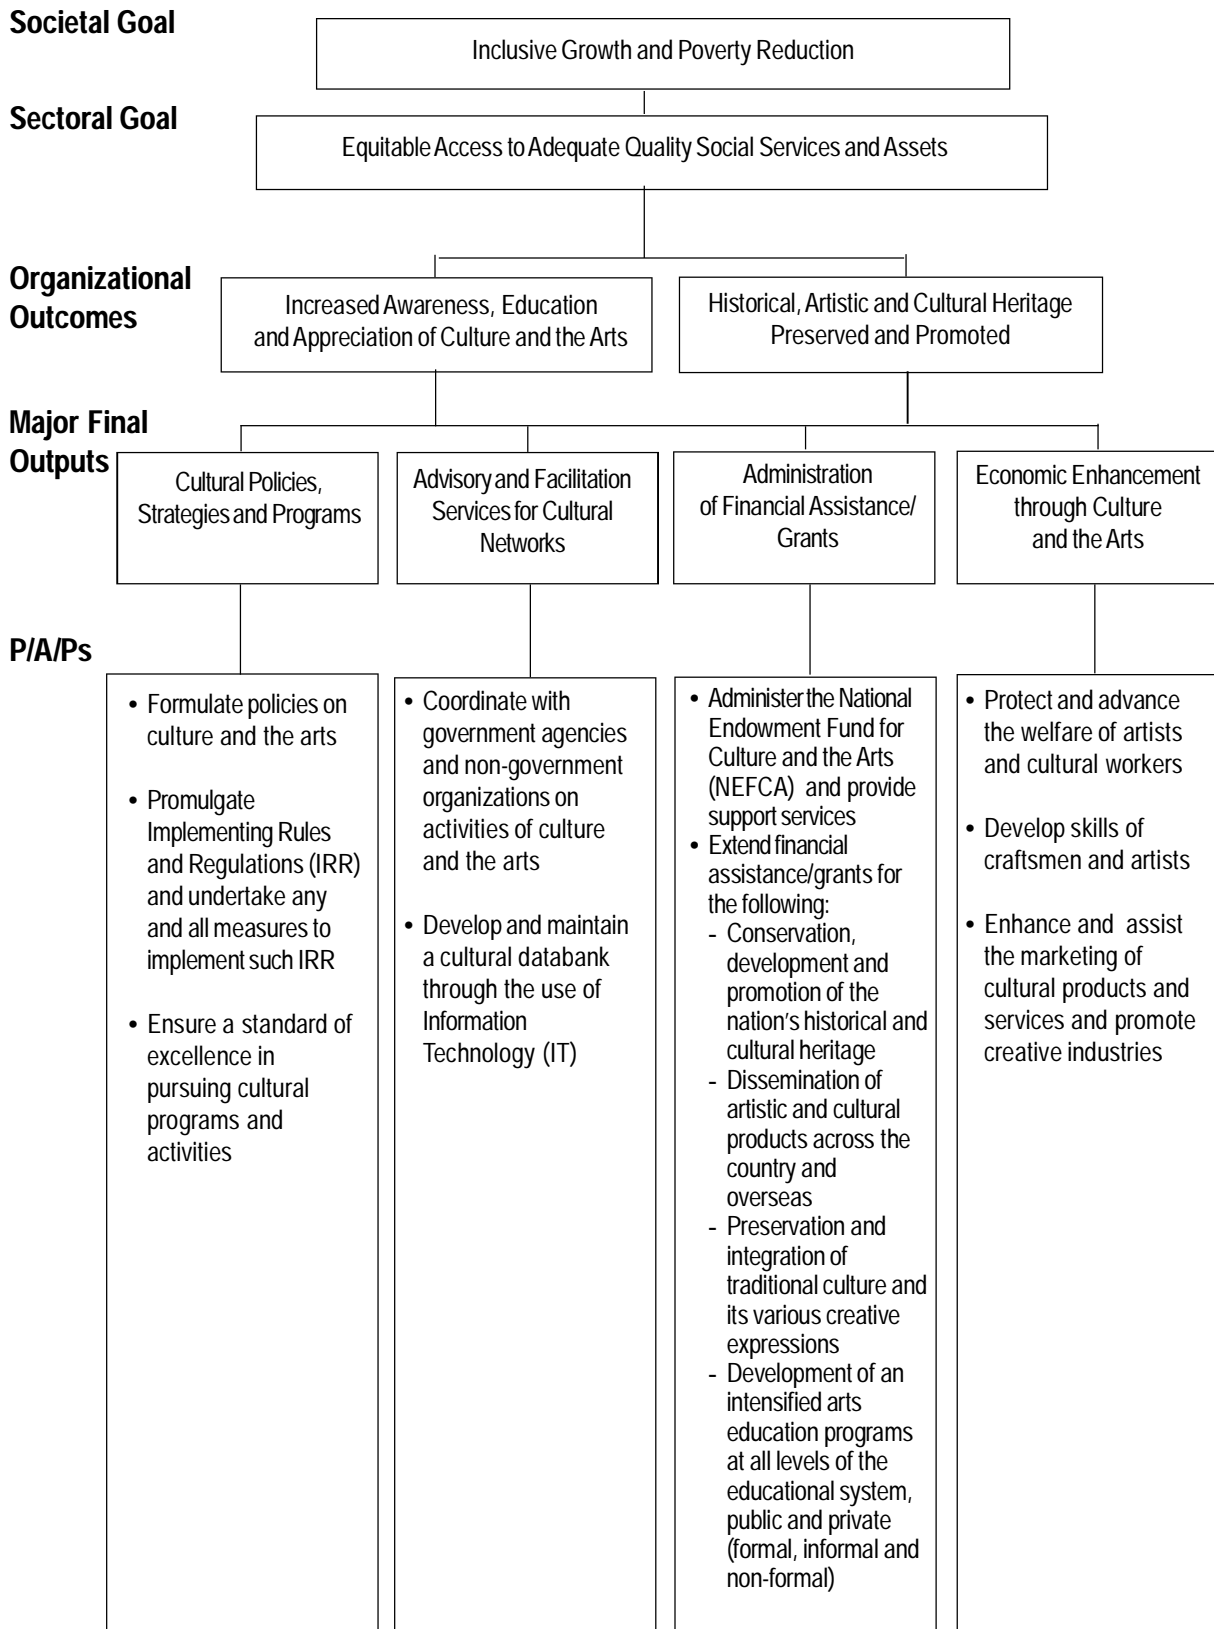 Societal Goal
Inclusive Growth and Poverty Reduction
Sectoral Goal
Equitable Access to Adequate Quality Social Services and Assets
Organizational
Outcomes
Increased Awareness, Education
and Appreciation of Culture and the Arts
Historical, Artistic and Cultural Heritage
Preserved and Promoted
Major Final
Outputs
Cultural Policies,
Strategies and Programs
Advisory and Facilitation
Services for Cultural
Networks
Administration
of Financial Assistance/
Grants
Economic Enhancement
through Culture
and the Arts
P/A/Ps
• Formulate policies on
culture and the arts
• Promulgate
Implementing Rules
and Regulations (IRR)
and undertake any
and all measures to
implement such IRR
• Ensure a standard of
excellence in
pursuing cultural
programs and
activities
• Coordinate with
government agencies
and non-government
organizations on
activities of culture
and the arts
• Develop and maintain
a cultural databank
through the use of
Information
Technology (IT)
• Administer the National
Endowment Fund for
Culture and the Arts
(NEFCA) and provide
support services
• Extend financial
assistance/grants for
the following:
- Conservation,
development and
promotion of the
nation's historical and
cultural heritage
- Dissemination of
artistic and cultural
products across the
country and
overseas
- Preservation and
integration of
traditional culture and
its various creative
expressions
- Development of an
intensified arts
education programs
at all levels of the
educational system,
public and private
(formal, informal and
non-formal)
• Protect and advance
the welfare of artists
and cultural workers
• Develop skills of
craftsmen and artists
• Enhance and assist
the marketing of
cultural products and
services and promote
creative industries